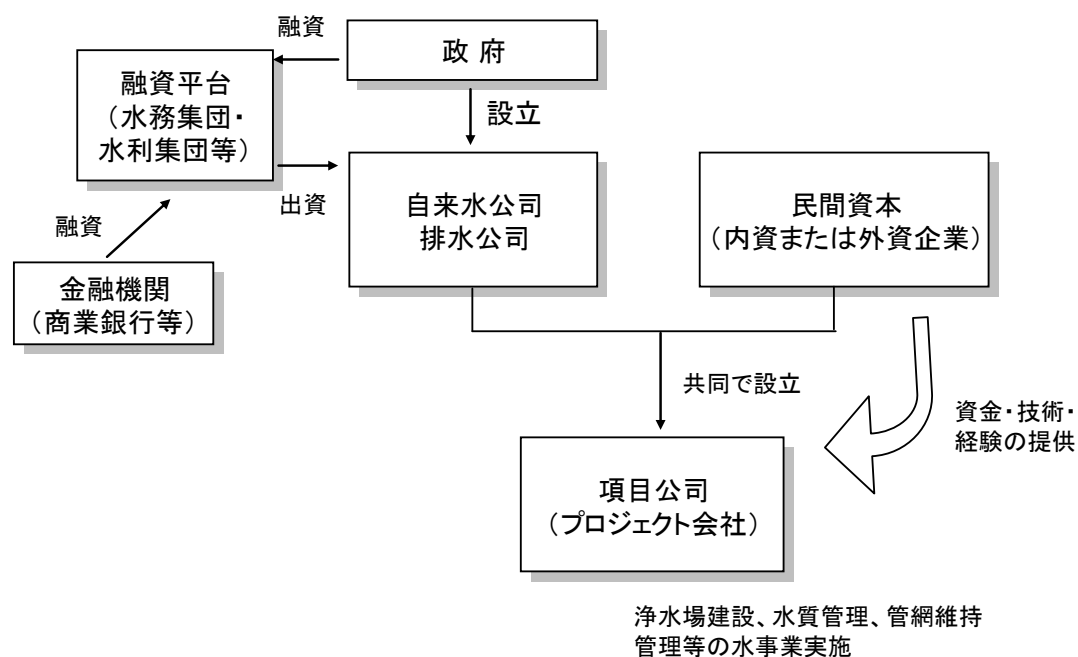 融資
政 府
融資平台
（水務集団・
水利集団等）
設立
出資
自来水公司
排水公司
民間資本
（内資または外資企業）
融資
金融機関
（商業銀行等）
共同で設立
資金・技術・
経験の提供
項目公司
（プロジェクト会社）
浄水場建設、水質管理、管網維持
管理等の水事業実施